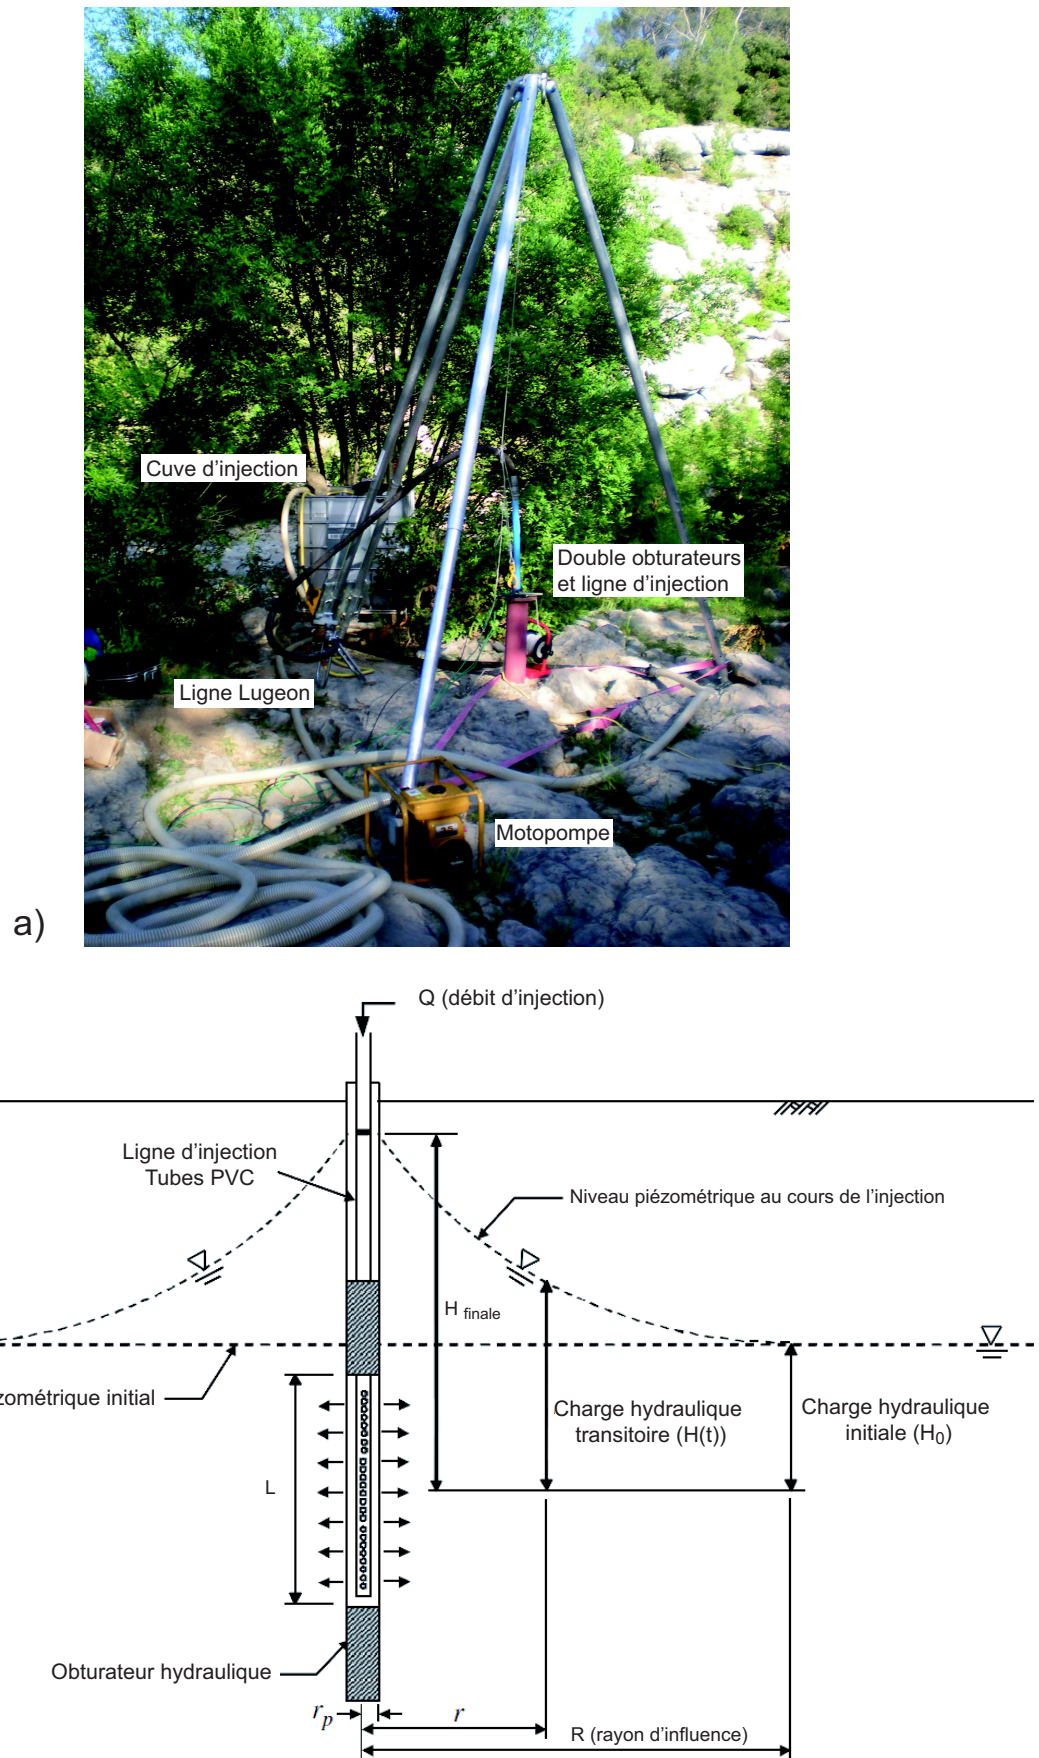 Cuve d'injection
Double obturateurs
et ligne d'injection
Ligne Lugeon
Motopompe
a)
Q (débit d'injection)
Ligne d'injection
Tubes PVC
Niveau piézométrique au cours de l'injection
H finale
zométrique initial
Charge hydraulique
transitoire (H(t))
Charge hydraulique
initiale (H0)
L
Obturateur hydraulique
rp
r
R (rayon d'influence)